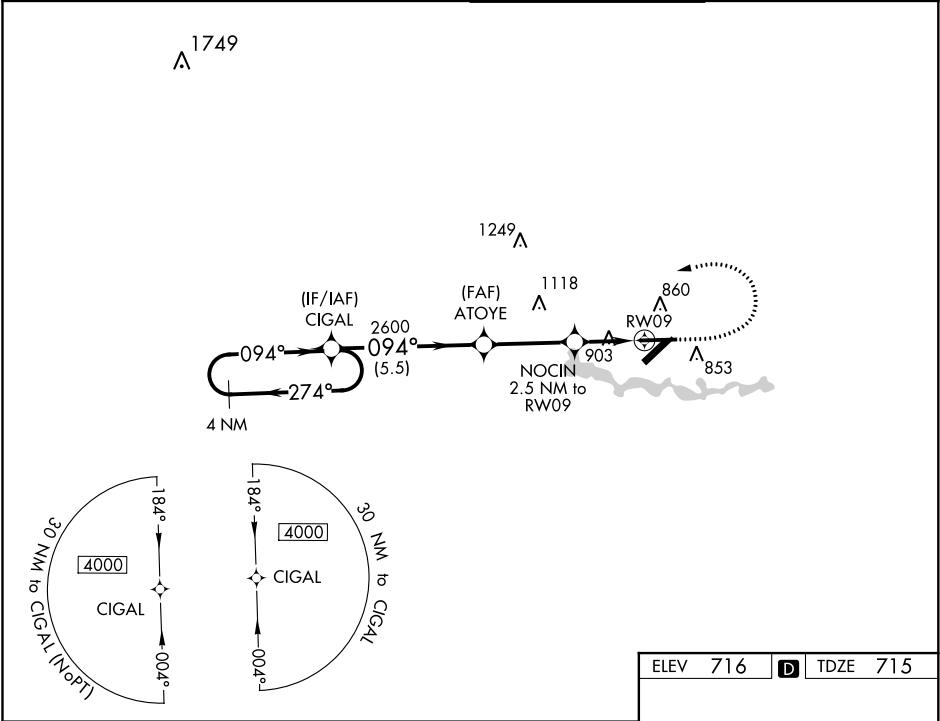 1749
1249
1118
(IF/IAF)
CIGAL
(FAF)
ATOYE
860
RW09
2600
094°
094°
(5.5)
903
NOCIN
2.5 NM to
RW09
853
274°
4 NM
184°
4000
CIGAL
004°
30 NM to CIGAL (NoPT)
184°
4000
CIGAL
004°
30 NM to CIGAL
ELEV 716 D TDZE 715